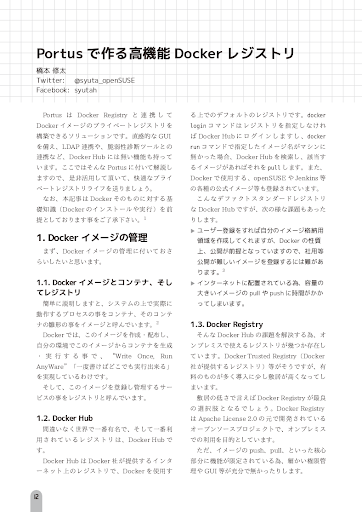 Portus で作る高機能 Docker レジストリ
橋本 修太
Twitter: @syuta_openSUSE
Facebook: syutah
Portus は Docker Registry と連携して
Docker イメージのプライベートレジストリを
構築できるソリューションです。直感的な GUI
を備え、LDAP 連携や、脆弱性診断ツールとの
連携など、Docker Hub には無い機能も持って
います。ここではそんな Portus に付いて解説し
ますので、是非活用して頂いて、快適なプライ
ベートレジストリライフを送りましょう。
なお、本記事は Docker そのものに対する基
礎知識（Docker のインストールや実行）を前
提としておりますをご了承下さい。1
1. Docker イメージの管理
まず、Docker イメージの管理に付いておさ
らいしたいと思います。
1.1. Docker イメージとコンテナ、そし
てレジストリ
簡単に説明しますと、システムの上で実際に
動作するプロセスの事をコンテナ、そのコンテ
ナの雛形の事をイメージと呼んでいます。2
Docker では、このイメージを作成・配布し、
自分の環境でこのイメージからコンテナを生成
・実行する事で、“Write Once, Run
AnyWare”「一度書けばどこでも実行出来る」
を実現しているわけです。
そして、このイメージを登録し管理するサー
ビスの事をレジストリと呼んでいます。
1.2. Docker Hub
間違いなく世界で一番有名で、そして一番利
用されているレジストリは、Docker Hub で
す。
Docker Hub は Docker 社が提供するインタ
ーネット上のレジストリで、Docker を使用す
る上でのデフォルトのレジストリです。docker
login コマンドはレジストリを指定しなけれ
ば Docker Hub にログインしますし、docker
run コマンドで指定したイメージ名がマシンに
無かった場合、Docker Hub を検索し、該当す
るイメージがあればそれを pull します。また、
Docker で使用する、openSUSE や Jenkins 等
の各種の公式イメージ等も登録されています。
こんなデファクトスタンダードレジストリ
な Docker Hub ですが、次の様な課題もあった
りします。
▶ ユーザー登録をすれば自分のイメージ格納用
領域を作成してくれますが、Docker の性質
上、公開が前提となっていますので、社用等
公開が難しいイメージを登録するには難があ
ります。2
▶ インターネットに配置されている為、容量の
大きいイメージの pull や push に時間がかか
ってしまいます。
1.3. Docker Registry
そんな Docker Hub の課題を解決する為、オ
ンプレミスで使えるレジストリが幾つか存在し
ています。Docker Trusted Registry（Docker
社が提供するレジストリ）等がそうですが、有
料のものが多く導入に少し敷居が高くなってし
まいます。
敷居の低さで言えば Docker Registry が最良
の選択肢となるでしょう。Docker Registry
は Apache License 2.0 の元で開発されている
オープンソースプロジェクトで、オンプレミス
での利用を目的としています。
ただ、イメージの push、pull、といった核心
部分に機能が限定されている為、細かい権限管
理や GUI 等が充分で無かったりします。
12